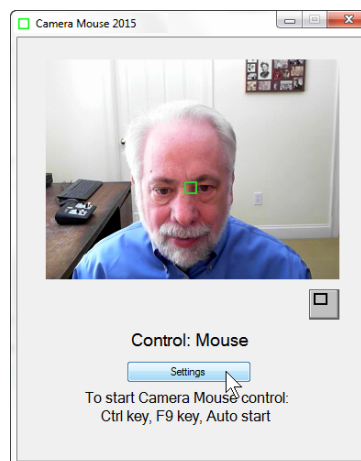 Camera Mouse 2015
Control: Mouse
Settings
To start Camera Mouse control:
Ctrl key, F9 key, Auto start